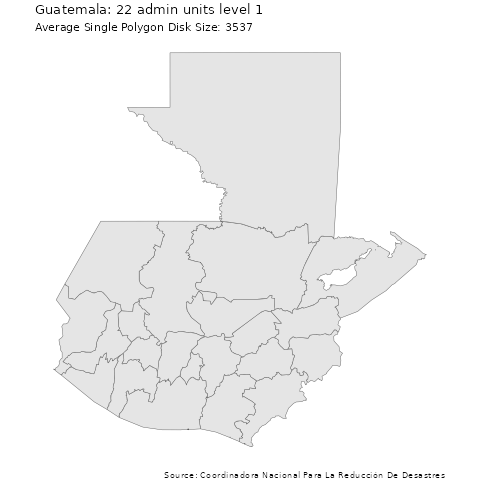 Guatemala: 22 admin units level 1
Average Single Polygon Disk Size: 3537
Source: Coordinadora Nacional Para La Reducción De Desastres